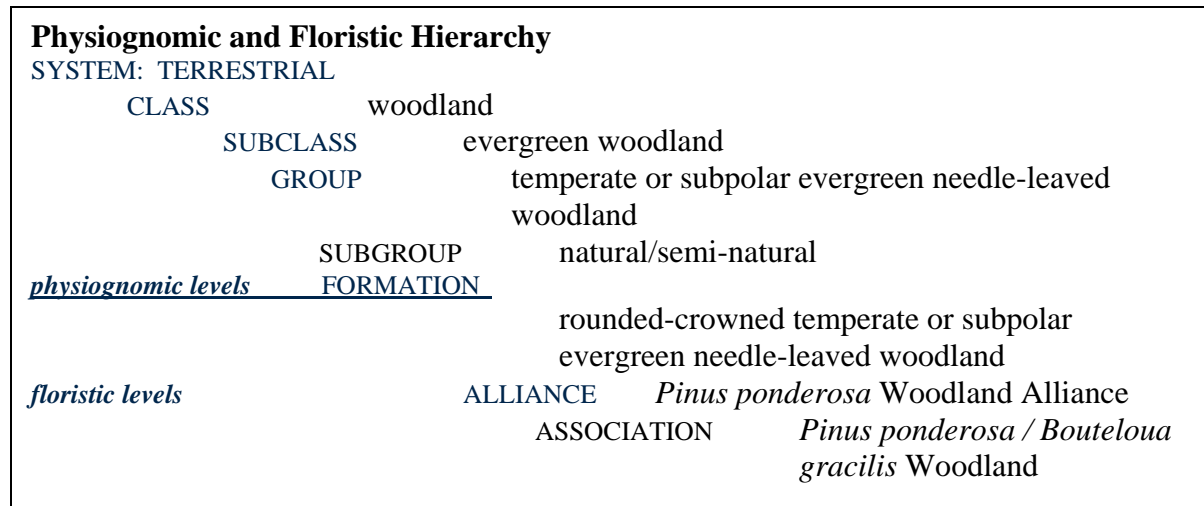 Physiognomic and Floristic Hierarchy
SYSTEM: TERRESTRIAL
CLASS woodland
SUBCLASS evergreen woodland
GROUP temperate or subpolar evergreen needle-leaved
woodland
SUBGROUP natural/semi-natural
physiognomic levels FORMATION
rounded-crowned temperate or subpolar
evergreen needle-leaved woodland
floristic levels ALLIANCE Pinus ponderosa Woodland Alliance
ASSOCIATION Pinus ponderosa / Bouteloua
gracilis Woodland